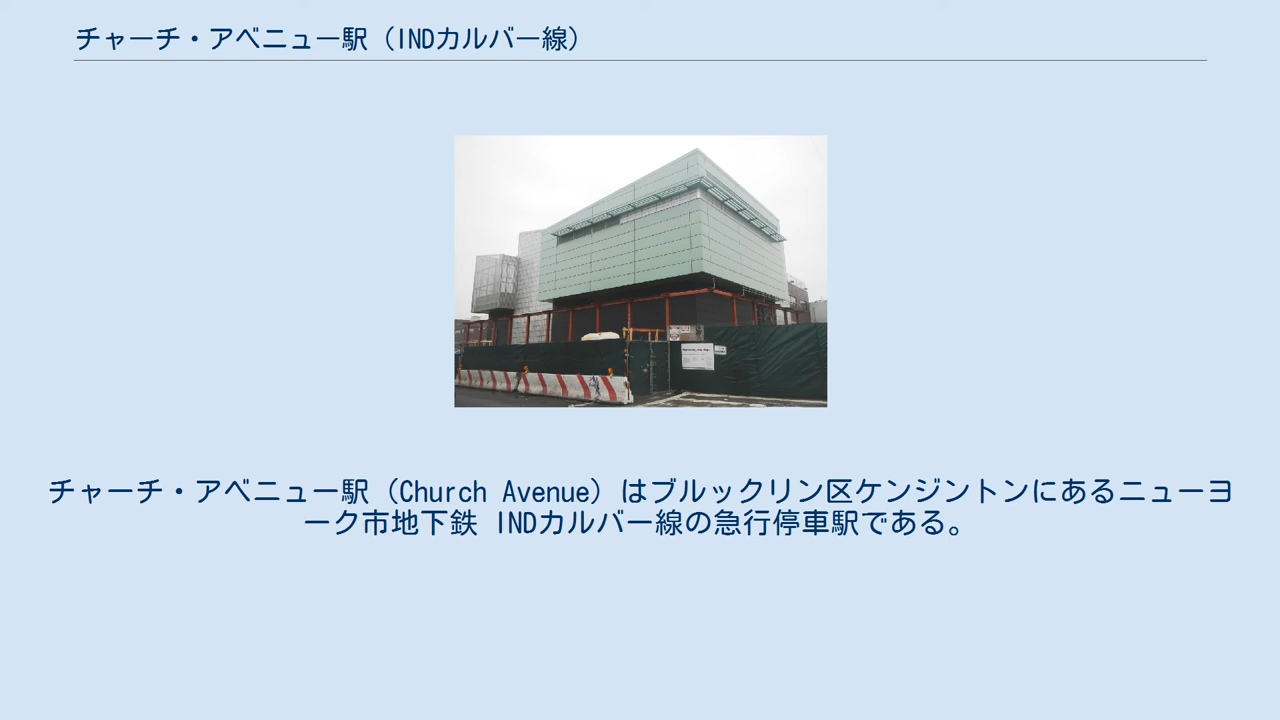 チャーチ・アベニュー駅（INDカルバー線）
チャーチ・アベニュー駅（Church Avenue）はブルックリン区ケンジントンにあるニューヨ
ーク市地下鉄 INDカルバー線の急行停車駅である。